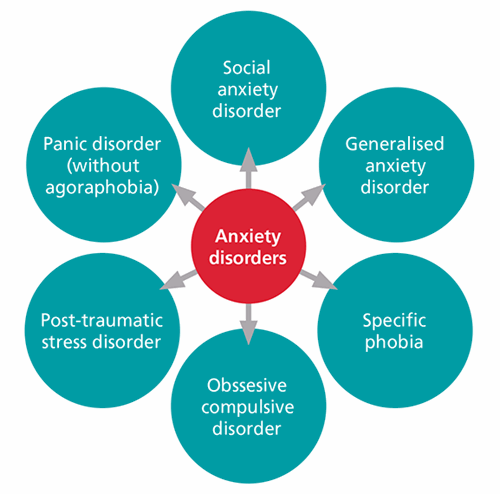 Social
anxiety
disorder
Panic disorder
(without
agoraphobia)
Generalised
anxiety
disorder
Anxiety
disorders
Post-traumatic
stress disorder
Specific
phobia
Obssesive
compulsive
disorder